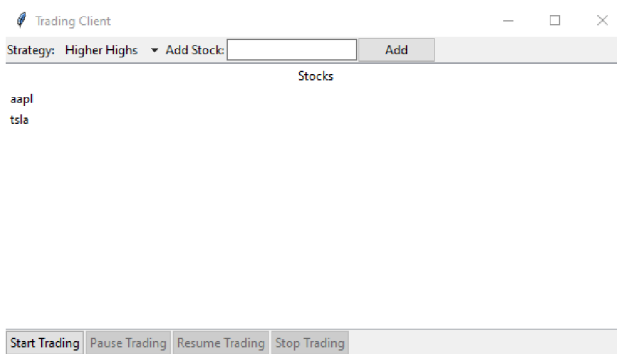 Trading Client
Strategy: Higher Highs Add Stock: Add
Stocks
aapl
tsla
Start Trading Pause Trading Resume Trading Stop Trading